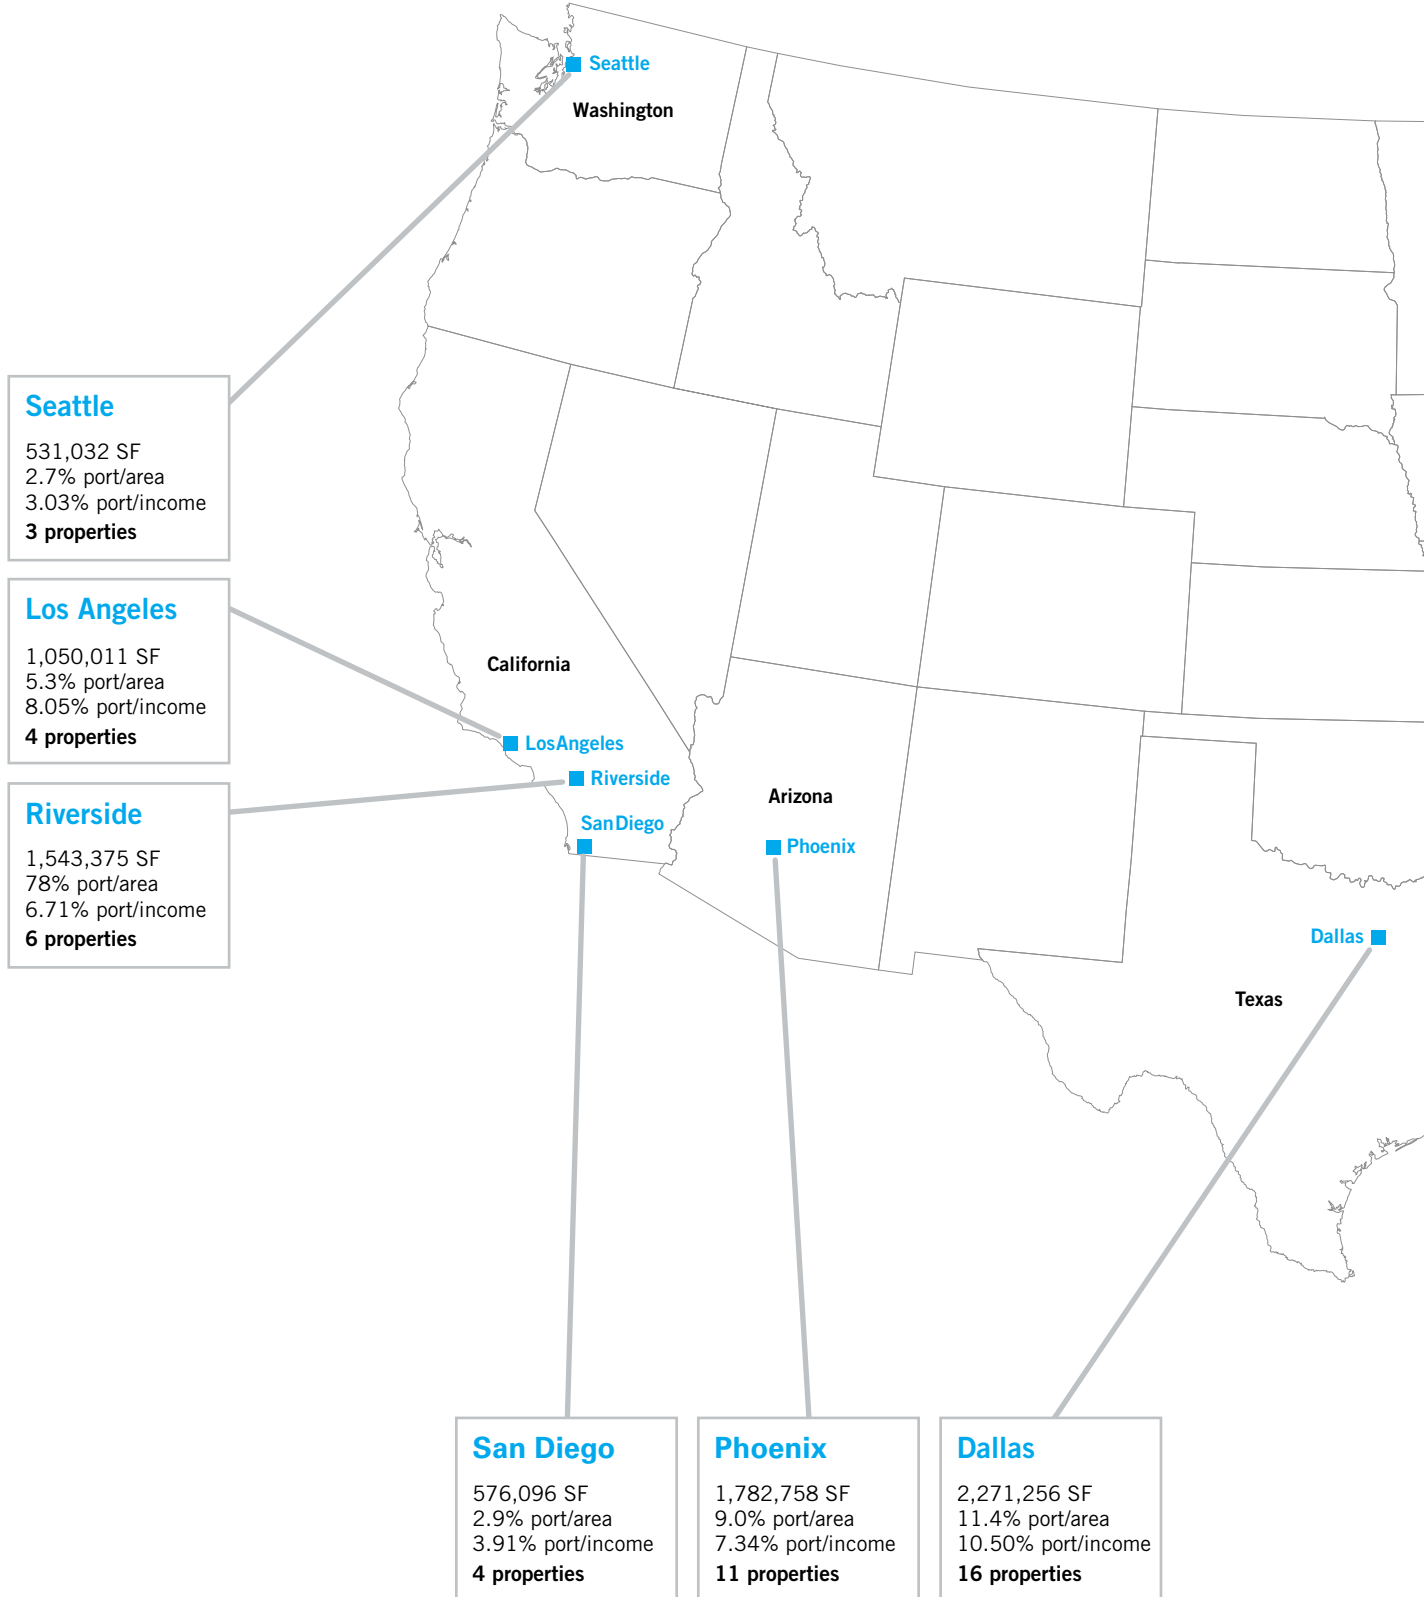 Seattle
Washington
Seattle
531,032 SF
2.7% port/area
3.03% port/income
3 properties
Los Angeles
1,050,011 SF
5.3% port/area
8.05% port/income
4 properties
California
LosAngeles
Riverside
SanDiego
Arizona
Phoenix
Riverside
1,543,375 SF
78% port/area
6.71% port/income
6 properties
Dallas
Texas
San Diego
576,096 SF
2.9% port/area
3.91% port/income
4 properties
Phoenix
1,782,758 SF
9.0% port/area
7.34% port/income
11 properties
Dallas
2,271,256 SF
11.4% port/area
10.50% port/income
16 properties